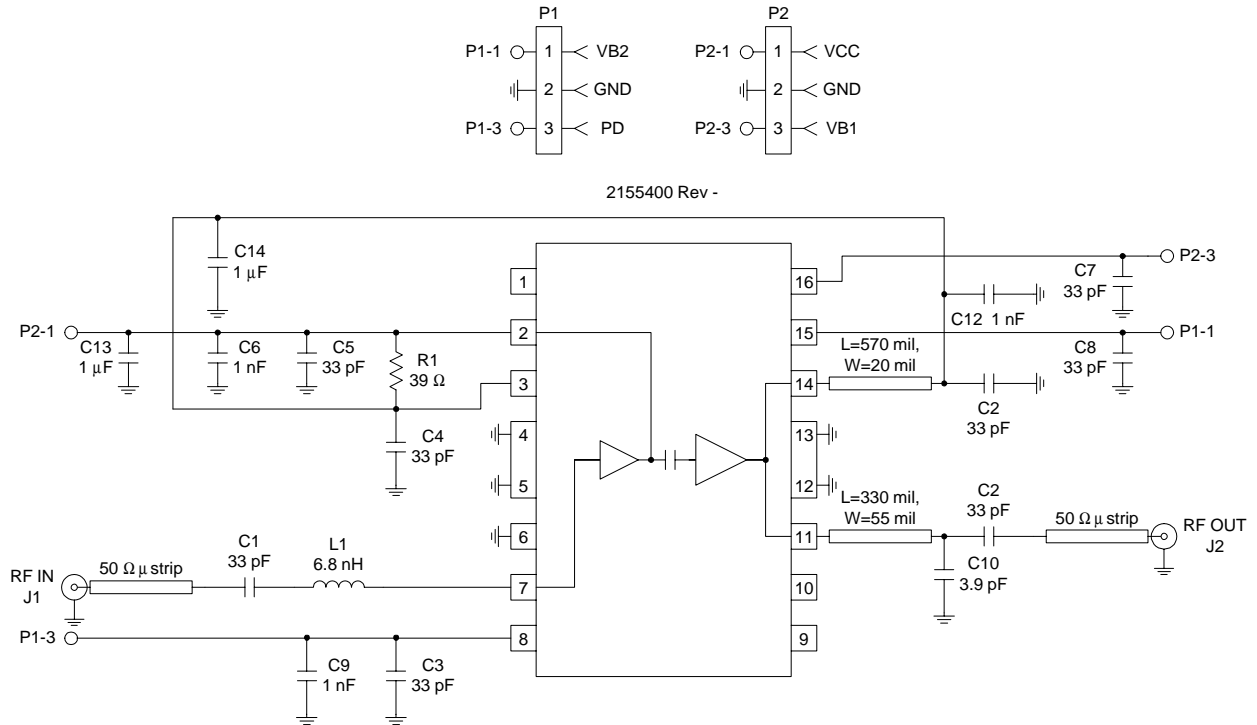 P1
P2
P1-1 1 VB2
P2-1 1 VCC
2 GND
2 GND
P1-3 3 PD
P2-3 3 VB1
2155400 Rev -
C14
1 μF
1
16
P2-3
C7
33 pF
C12 1 nF
P2-1
2
15
P1-1
C13
1 μF
C6
1 nF
C5
33 pF
R1
39 Ω
L=570 mil,
W=20 mil
C8
33 pF
3
14
C2
33 pF
C4
33 pF
4
13
5
12
L=330 mil,
W=55 mil
C2
33 pF
50 Ω μ strip
RF OUT
J2
6
11
C10
3.9 pF
RF IN
J1
50 Ω μ strip
C1
33 pF
L1
6.8 nH
7
10
P1-3
8
9
C9
1 nF
C3
33 pF